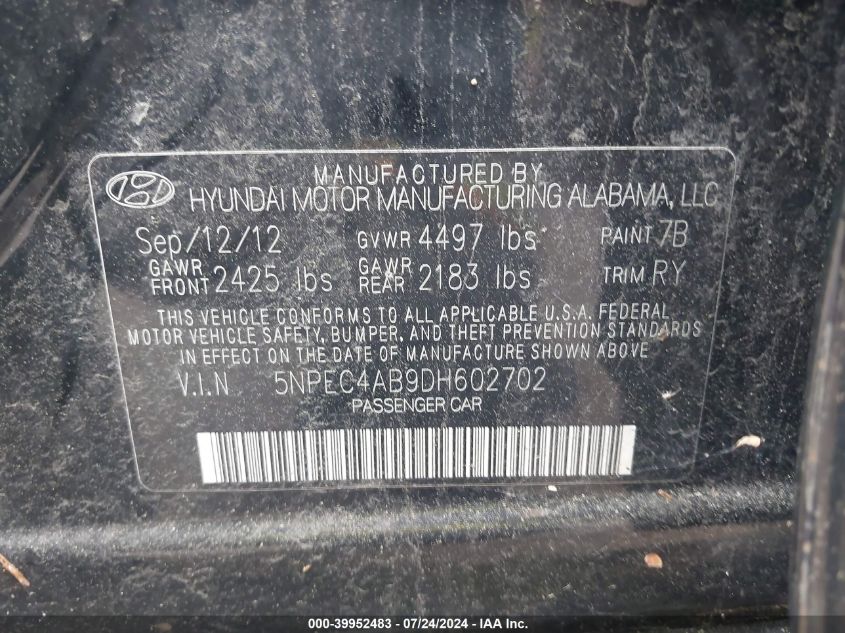 MANUFACTURED BY
HYUNDAI MOTOR MANUFACTURING ALABAMA, LLC
Sep/12/12 GVWR 4497 lbs PAINT 7B
GAWR FRONT 2425 lbs GAWR REAR 2183 lbs TRIM RY
THIS VEHICLE CONFORMS TO ALL APPLICABLE U.S.A. FEDERAL
MOTOR VEHICLE SAFETY, BUMPER, AND THEFT PREVENTION STANDARDS
IN EFFECT ON THE DATE OF MANUFACTURE SHOWN ABOVE
V.I.N 5NPEC4AB9DH602702
PASSENGER CAR
000-39952483 - 07/24/2024 - IAA Inc.